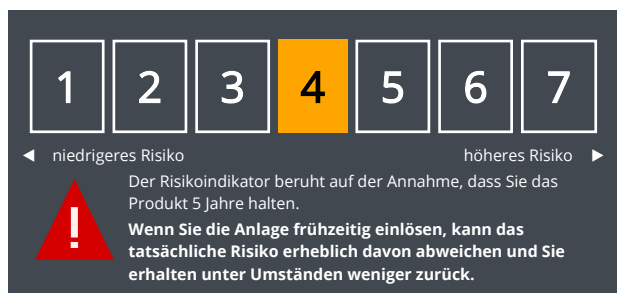 1 2 3 4 5 6 7
niedrigeres Risiko höheres Risiko
Der Risikoindikator beruht auf der Annahme, dass Sie das
Produkt 5 Jahre halten.
Wenn Sie die Anlage frühzeitig einlösen, kann das
tatsächliche Risiko erheblich davon abweichen und Sie
erhalten unter Umständen weniger zurück.
!